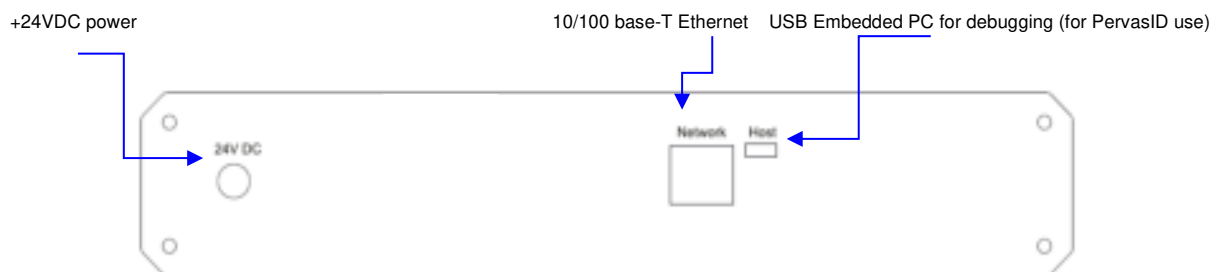 +24VDC power
10/100 base-T Ethernet
USB Embedded PC for debugging (for PervasID use)
24V DC
Network
Host